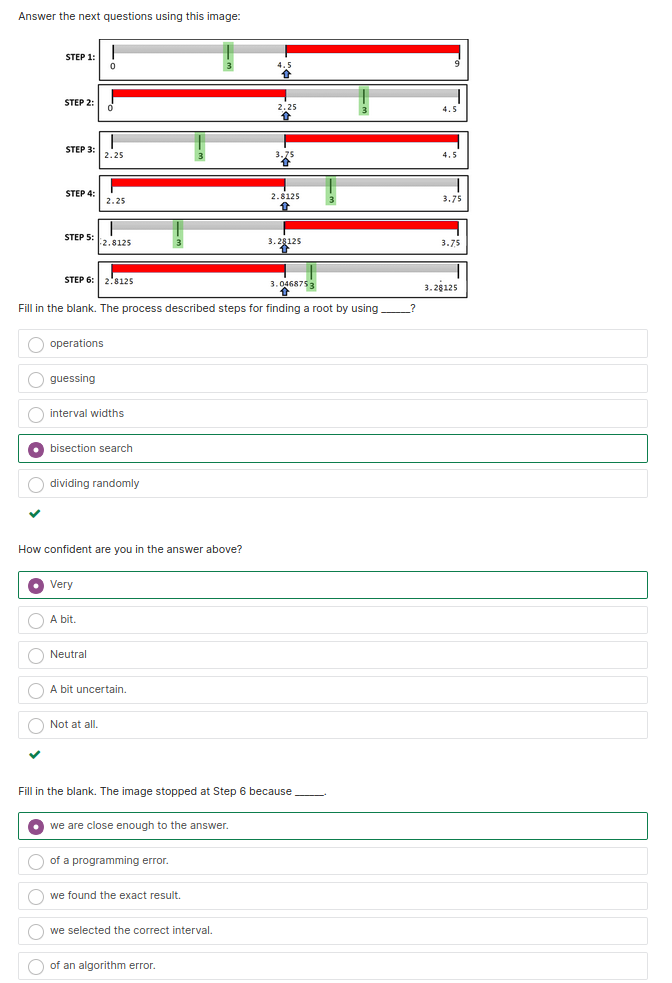 Answer the next questions using this image:
STEP 1: 0 3 4.5 9
STEP 2: 0 2.25 3 4.5
STEP 3: 2.25 3 3.75 4.5
STEP 4: 2.25 2.8125 3 3.75
STEP 5: 2.8125 3 3.28125 3.75
STEP 6: 2.8125 3.046875 3 3.28125
Fill in the blank. The process described steps for finding a root by using ______?
operations
guessing
interval widths
bisection search
dividing randomly
How confident are you in the answer above?
Very
A bit.
Neutral
A bit uncertain.
Not at all.
Fill in the blank. The image stopped at Step 6 because ______.
we are close enough to the answer.
of a programming error.
we found the exact result.
we selected the correct interval.
of an algorithm error.